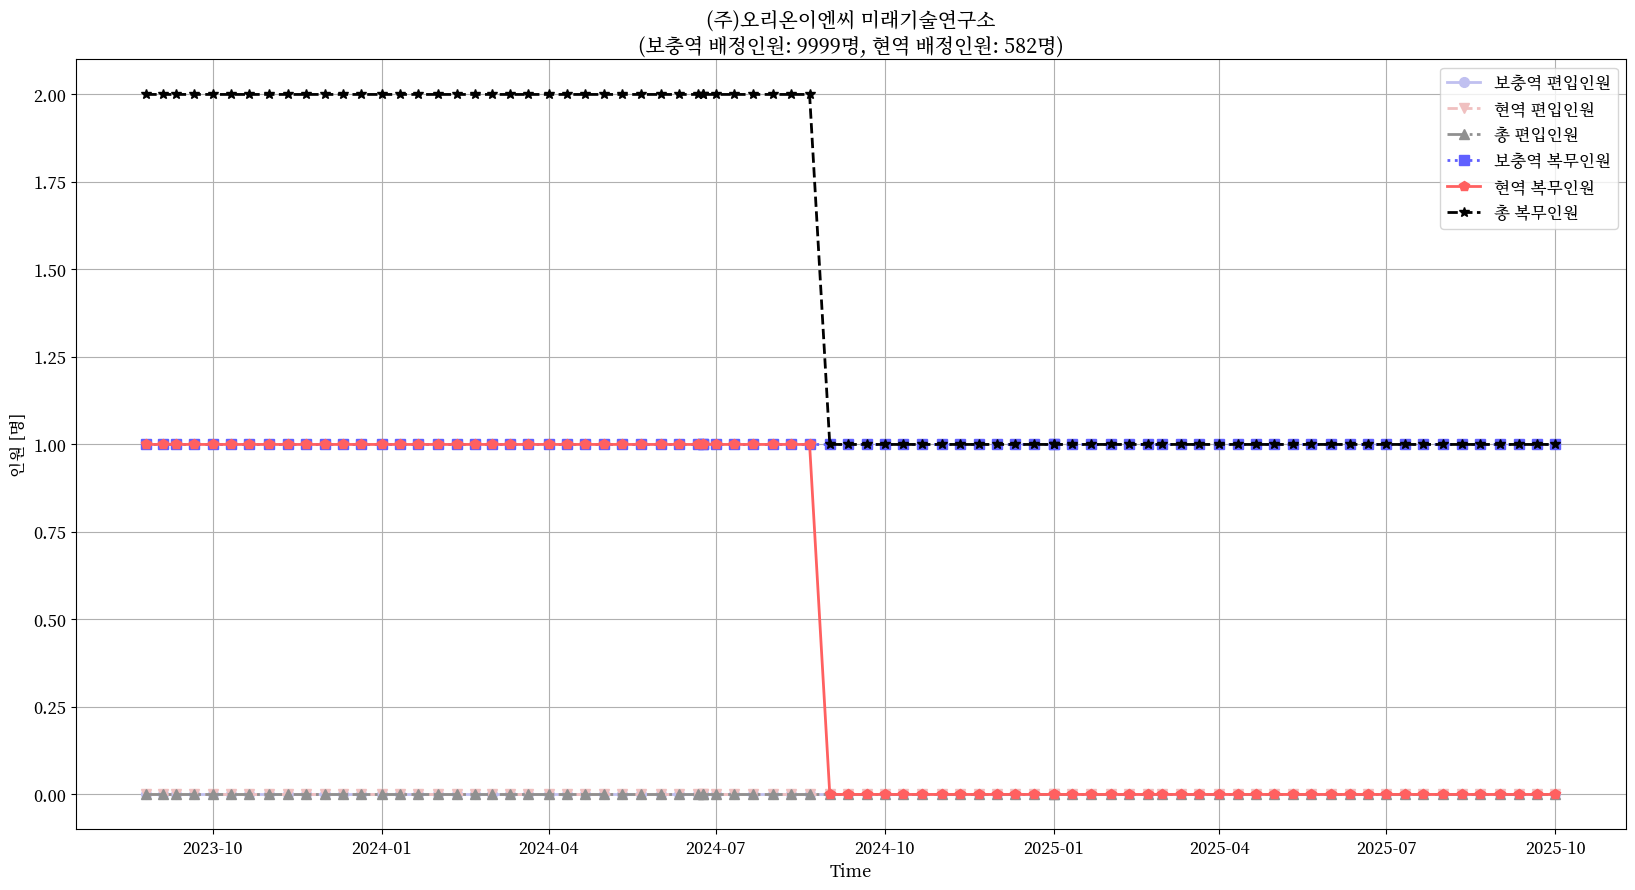 (주)오리온이엔씨 미래기술연구소
(보충역 배정인원: 9999명, 현역 배정인원: 582명)
보충역 편입인원
현역 편입인원
총 편입인원
보충역 복무인원
현역 복무인원
총 복무인원
2.00
1.75
1.50
1.25
1.00
0.75
0.50
0.25
0.00
인원 [명]
2023-10 2024-01 2024-04 2024-07 2024-10 2025-01 2025-04 2025-07 2025-10
Time